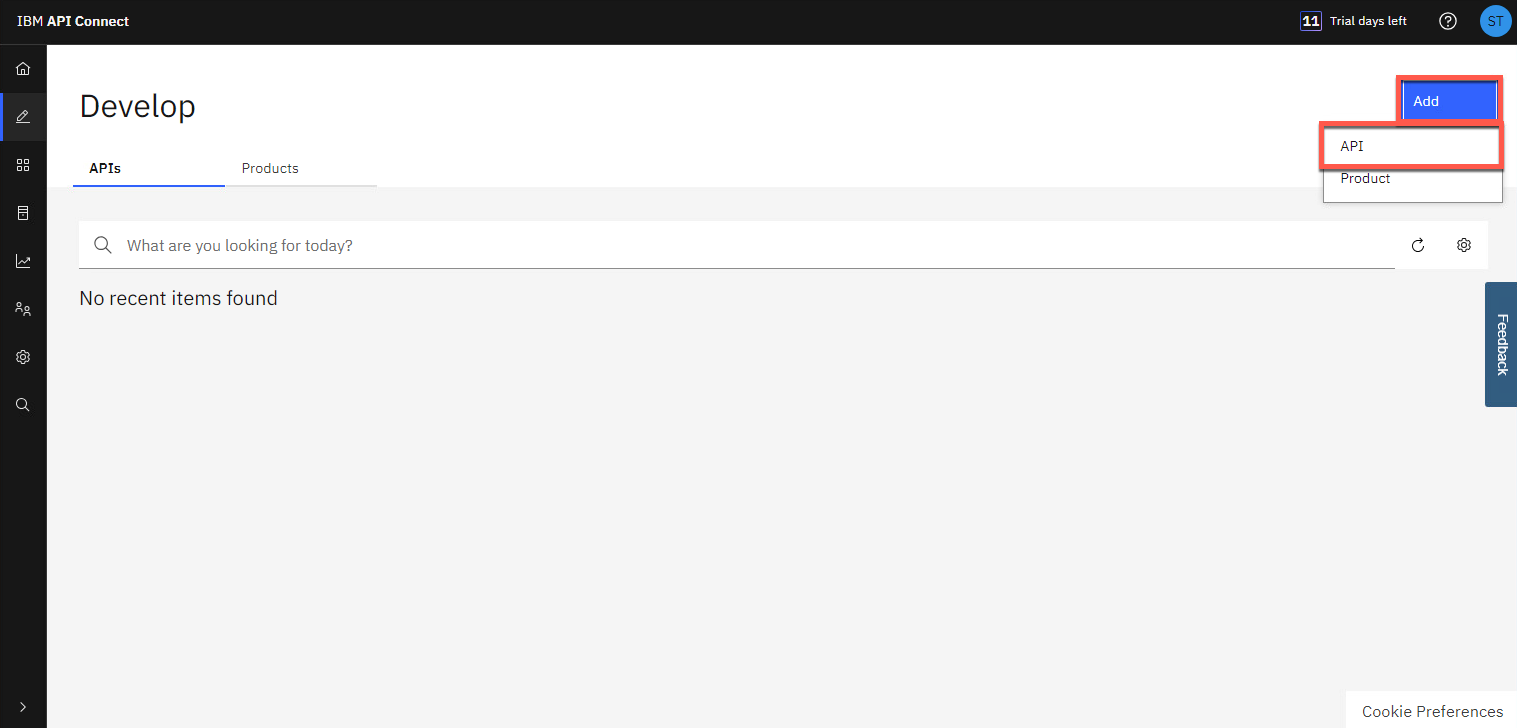 IBM API Connect
11 Trial days left
ST
Develop
Add
API
Product
APIs Products
What are you looking for today?
No recent items found
Feedback
Cookie Preferences